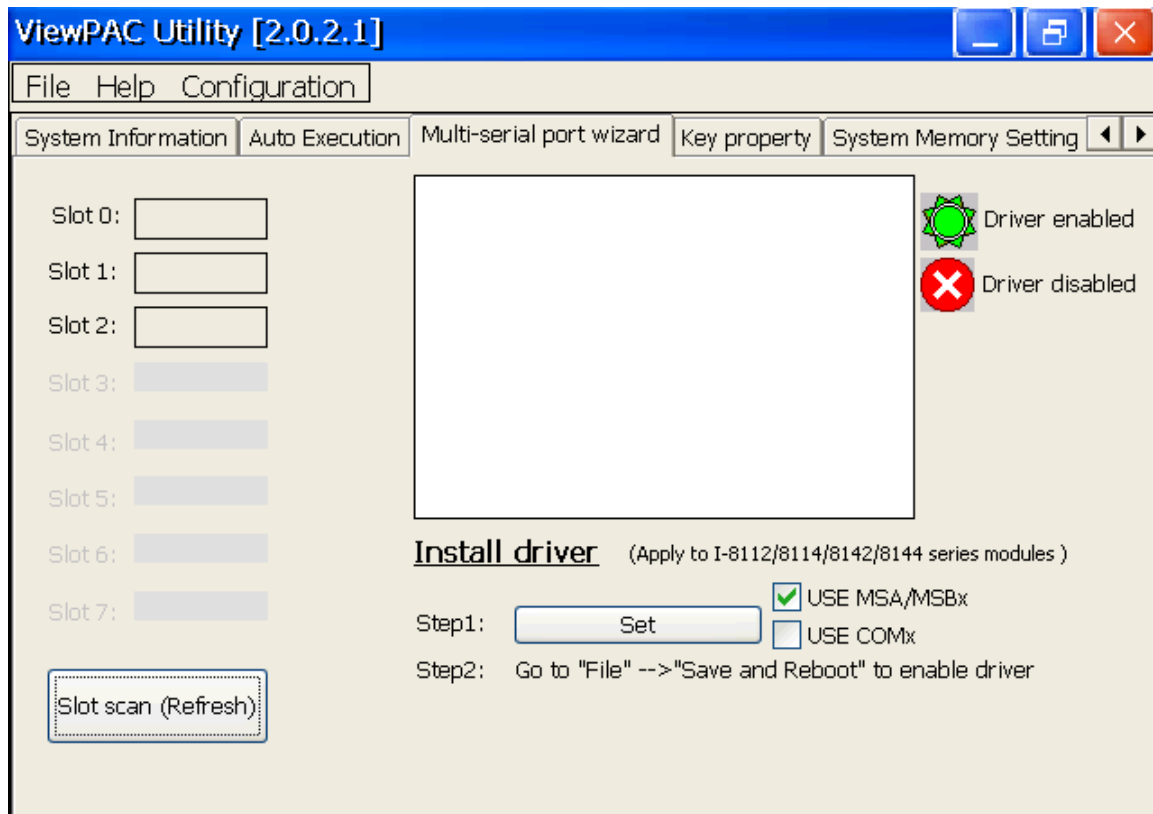 ViewPAC Utility [2.0.2.1]
File Help Configuration
System Information Auto Execution Multi-serial port wizard Key property System Memory Setting
Slot 0:
Slot 1:
Slot 2:
Slot 3:
Slot 4:
Slot 5:
Slot 6:
Slot 7:
Slot scan (Refresh)
Driver enabled
Driver disabled
Install driver (Apply to I-8112/8114/8142/8144 series modules )
Step1: Set
USE MSA/MSBx
USE COMx
Step2: Go to "File" -->"Save and Reboot" to enable driver